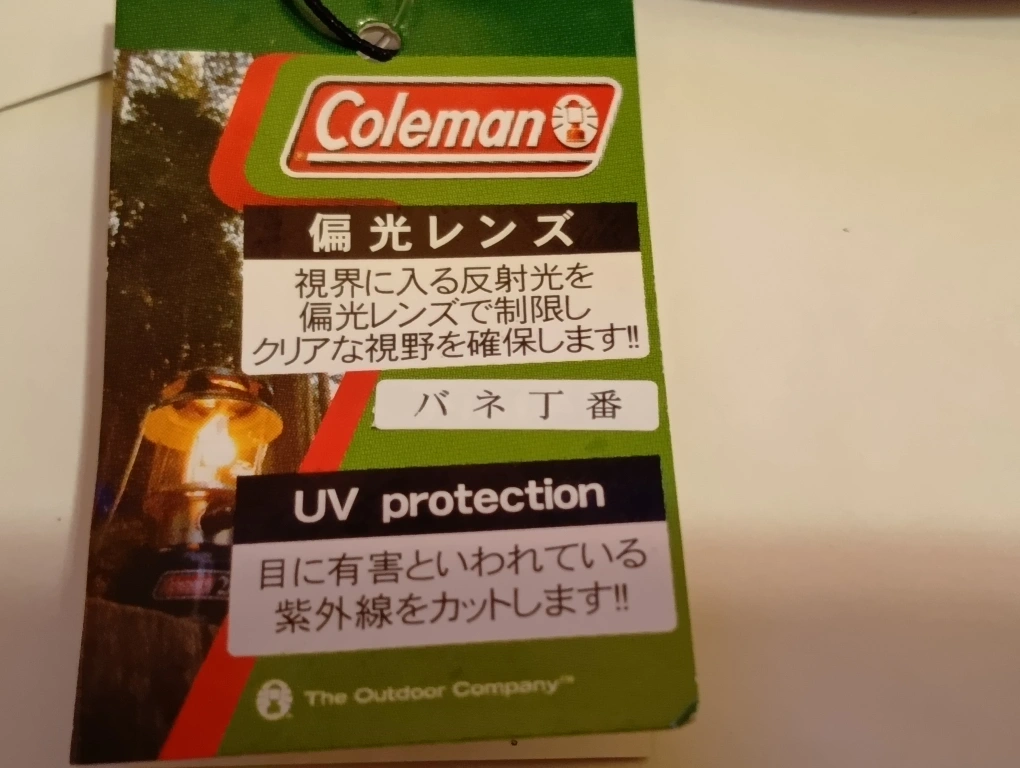 Coleman
偏光レンズ
視界に入る反射光を
偏光レンズで制限し
クリアな視野を確保します!!
バネ丁番
UV protection
目に有害といわれている
紫外線をカットします!!
The Outdoor Company™